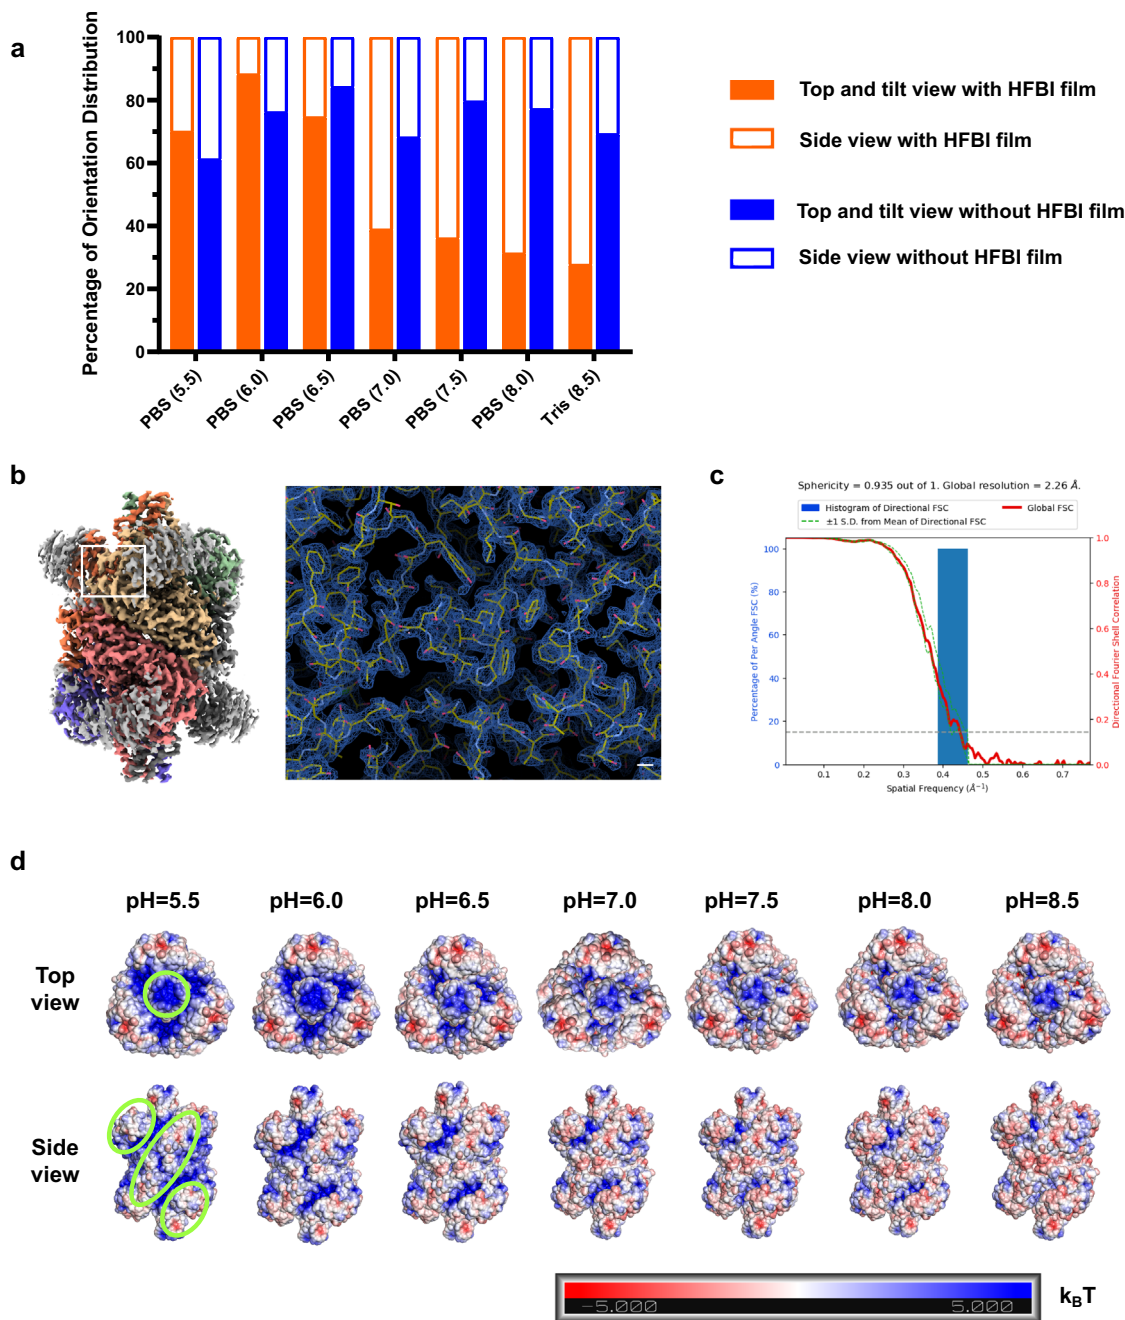 a
Percentage of Orientation Distribution
100
80
60
40
20
0
PBS (5.5)
PBS (6.0)
PBS (6.5)
PBS (7.0)
PBS (7.5)
PBS (8.0)
Tris (8.5)
Top and tilt view with HFBI film
Side view with HFBI film
Top and tilt view without HFBI film
Side view without HFBI film
b
c
Sphericity = 0.935 out of 1. Global resolution = 2.26 Å.
Histogram of Directional FSC
Global FSC
±1 S.D. from Mean of Directional FSC
Percentage of Per Angle FSC (%)
100
80
60
40
20
0
0.1
0.2
0.3
0.4
0.5
0.6
0.7
Spatial Frequency (Å⁻¹)
1.0
0.8
0.6
0.4
0.2
0.0
Directional Fourier Shell Correlation
d
pH=5.5
pH=6.0
pH=6.5
pH=7.0
pH=7.5
pH=8.0
pH=8.5
Top
view
Side
view
-5.000
5.000
k_BT